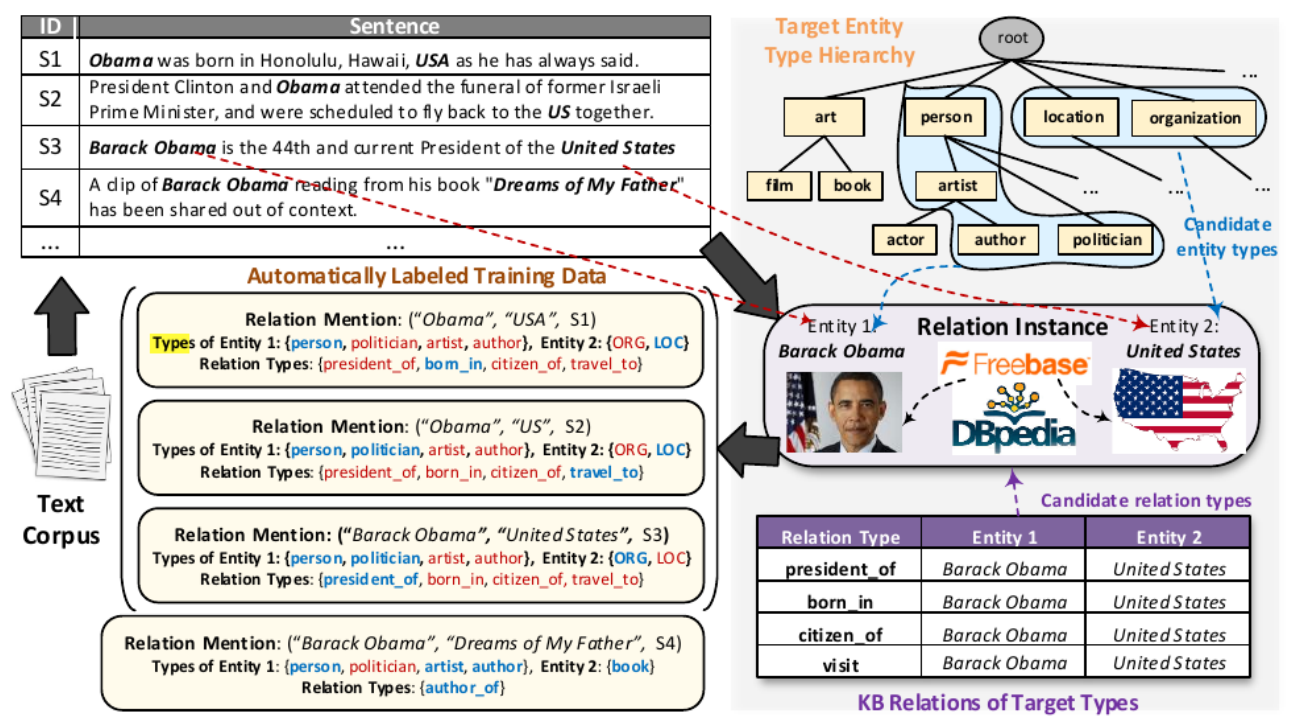 ID Sentence
S1 Obama was born in Honolulu, Hawaii, USA as he has always said.
S2 President Clinton and Obama attended the funeral of former Israeli
Prime Minister, and were scheduled to fly back to the US together.
S3 Barack Obama is the 44th and current President of the United States
S4 A clip of Barack Obama reading from his book "Dreams of My Father"
has been shared out of context.
... ...
Target Entity
Type Hierarchy
root
...
art person location organization
film book artist ... ... ...
actor author politician
Candidate
entity types
Automatically Labeled Training Data
Relation Mention: (“Obama”, “USA”, S1)
Types of Entity 1: {person, politician, artist, author}, Entity 2: {ORG, LOC}
Relation Types: {president_of, born_in, citizen_of, travel_to}
Relation Mention: (“Obama”, “US”, S2)
Types of Entity 1: {person, politician, artist, author}, Entity 2: {ORG, LOC}
Relation Types: {president_of, born_in, citizen_of, travel_to}
Relation Mention: (“Barack Obama”, “United States”, S3)
Types of Entity 1: {person, politician, artist, author}, Entity 2: {ORG, LOC}
Relation Types: {president_of, born_in, citizen_of, travel_to}
Relation Mention: (“Barack Obama”, “Dreams of My Father”, S4)
Types of Entity 1: {person, politician, artist, author}, Entity 2: {book}
Relation Types: {author_of}
Text
Corpus
Entity 1: Relation Instance Entity 2:
Barack Obama United States
Freebase
DBpedia
Candidate relation types
Relation Type Entity 1 Entity 2
president_of Barack Obama United States
born_in Barack Obama United States
citizen_of Barack Obama United States
visit Barack Obama United States
KB Relations of Target Types